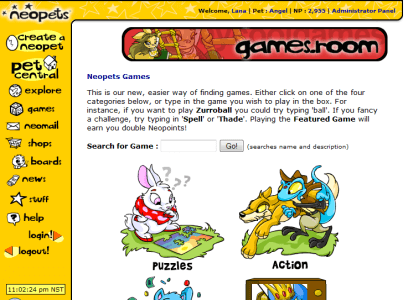 neopets
Welcome, Lana | Pet : Angel | NP : 2,955 | Administrator Panel
create a
neopet
games.room
pet
central
Neopets Games
explore
This is our new, easier way of finding games. Either click on one of the four
categories below, or type in the game you wish to play in the box. For
games
instance, if you want to play Zurroball you could try typing 'ball'. If you fancy
a challenge, try typing in 'Spell' or 'Thade'. Playing the Featured Game will
neomail
earn you double Neopoints!
shops
Search for Game : Go! (searches name and description)
boards
news
stuff
help
login!
logout!
Puzzles
Action
11:02:24 pm NST